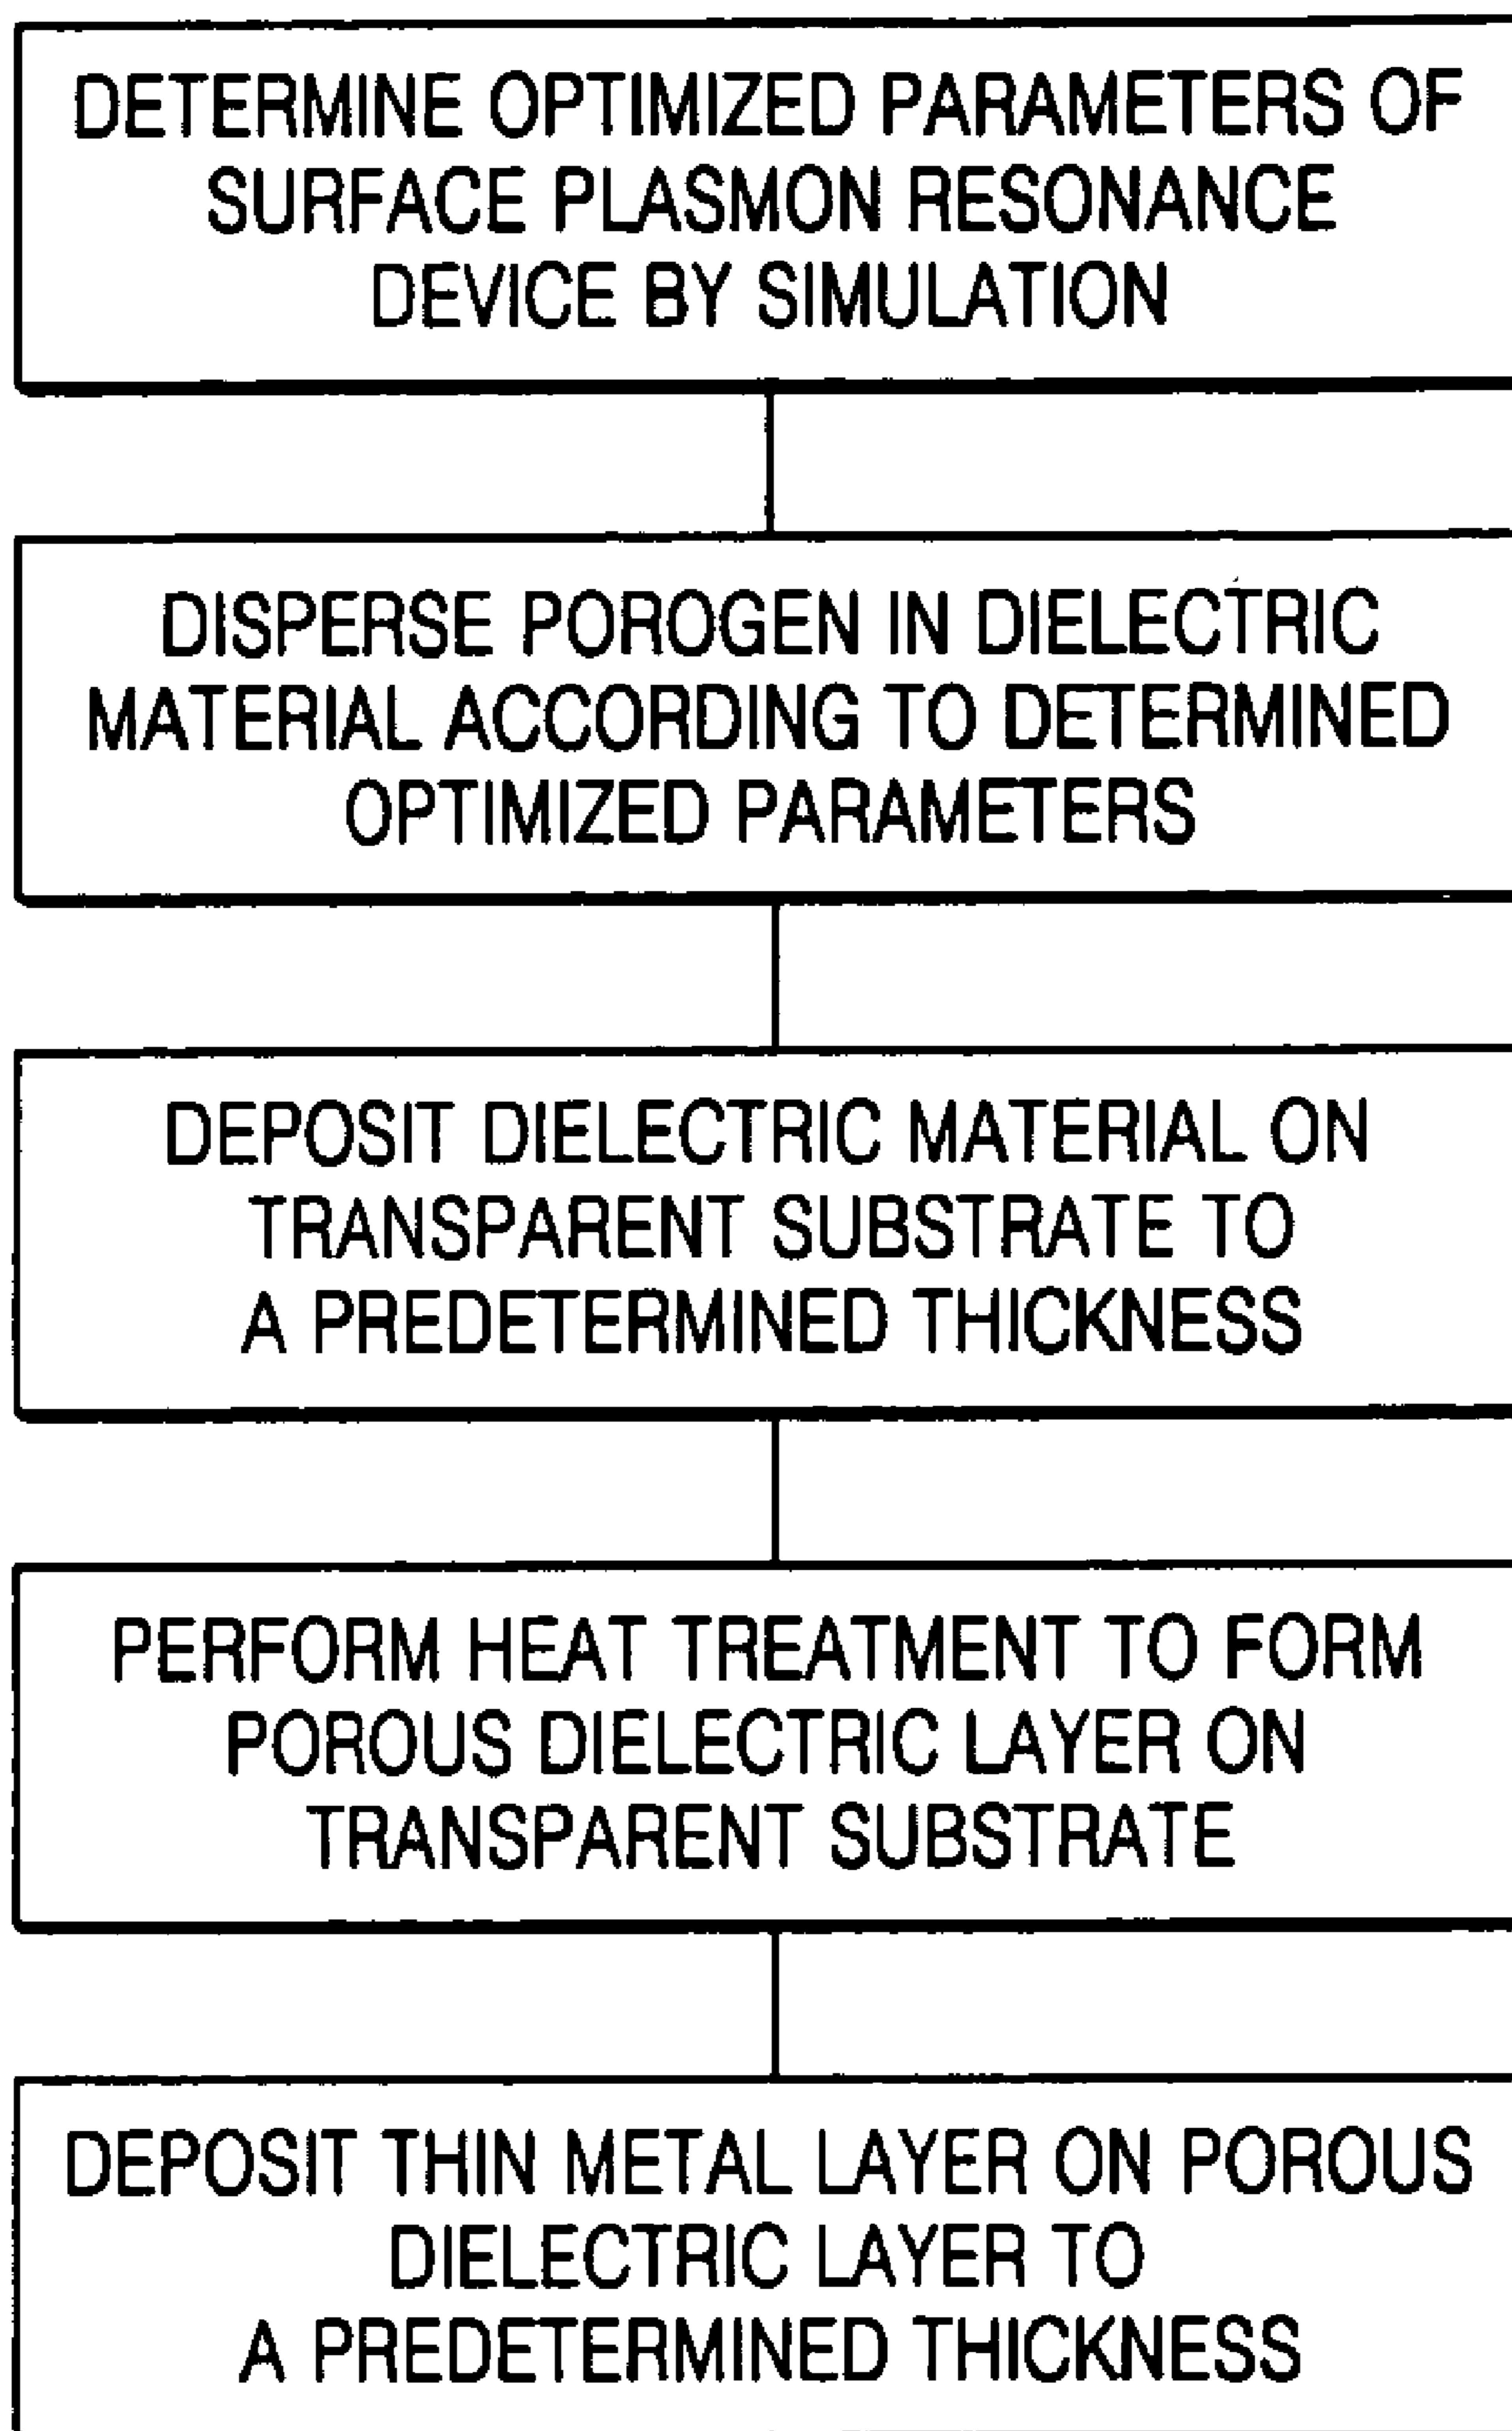 DETERMINE OPTIMIZED PARAMETERS OF
SURFACE PLASMON RESONANCE
DEVICE BY SIMULATION
DISPERSE POROGEN IN DIELECTRIC
MATERIAL ACCORDING TO DETERMINED
OPTIMIZED PARAMETERS
DEPOSIT DIELECTRIC MATERIAL ON
TRANSPARENT SUBSTRATE TO
A PREDETERMINED THICKNESS
PERFORM HEAT TREATMENT TO FORM
POROUS DIELECTRIC LAYER ON
TRANSPARENT SUBSTRATE
DEPOSIT THIN METAL LAYER ON POROUS
DIELECTRIC LAYER TO
A PREDETERMINED THICKNESS